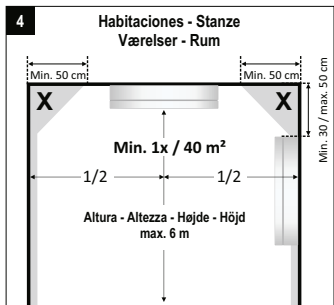 4
Habitaciones - Stanze
Værelser - Rum
Min. 50 cm
Min. 50 cm
X
X
Min. 30 / max. 50 cm
Min. 1x / 40 m²
1/2
1/2
Altura - Altezza - Højde - Höjd
max. 6 m